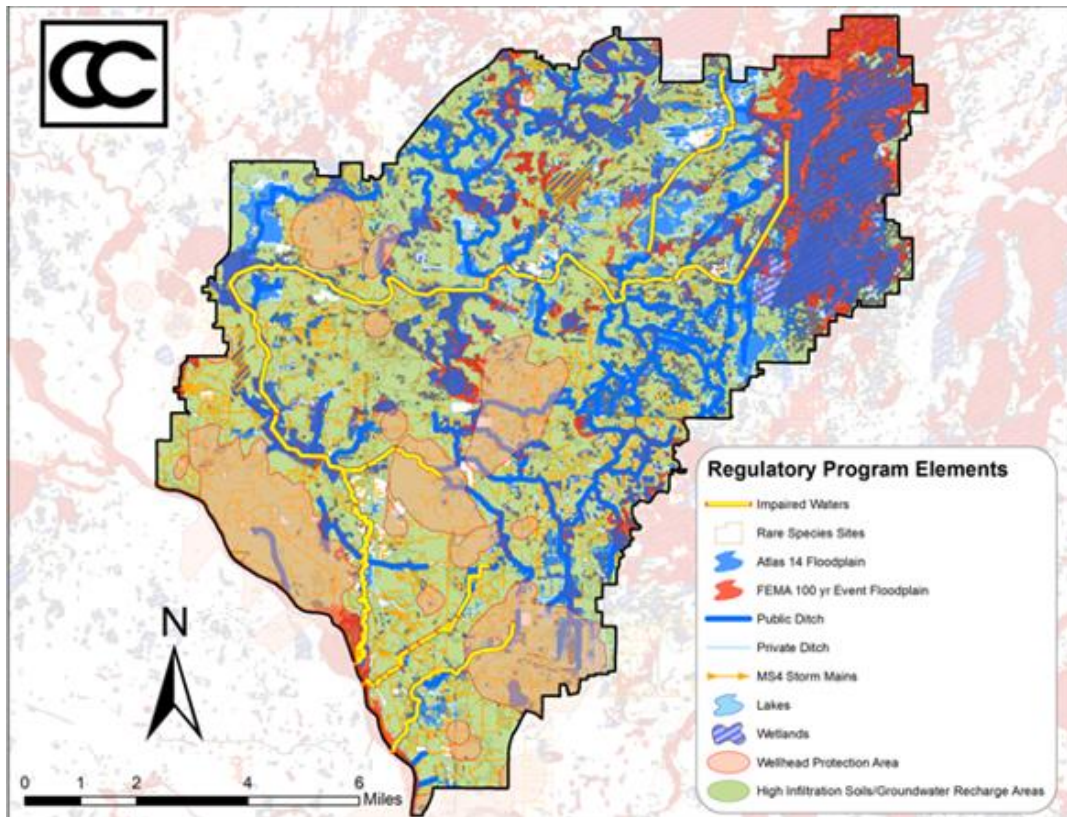 CC
N
0 2 4 6
Miles
Regulatory Program Elements
Impaired Waters
Rare Species Sites
Atlas 14 Floodplain
FEMA 100 yr Event Floodplain
Public Ditch
Private Ditch
MS4 Storm Mains
Lakes
Wetlands
Wellhead Protection Area
High Infiltration Soils/Groundwater Recharge Areas